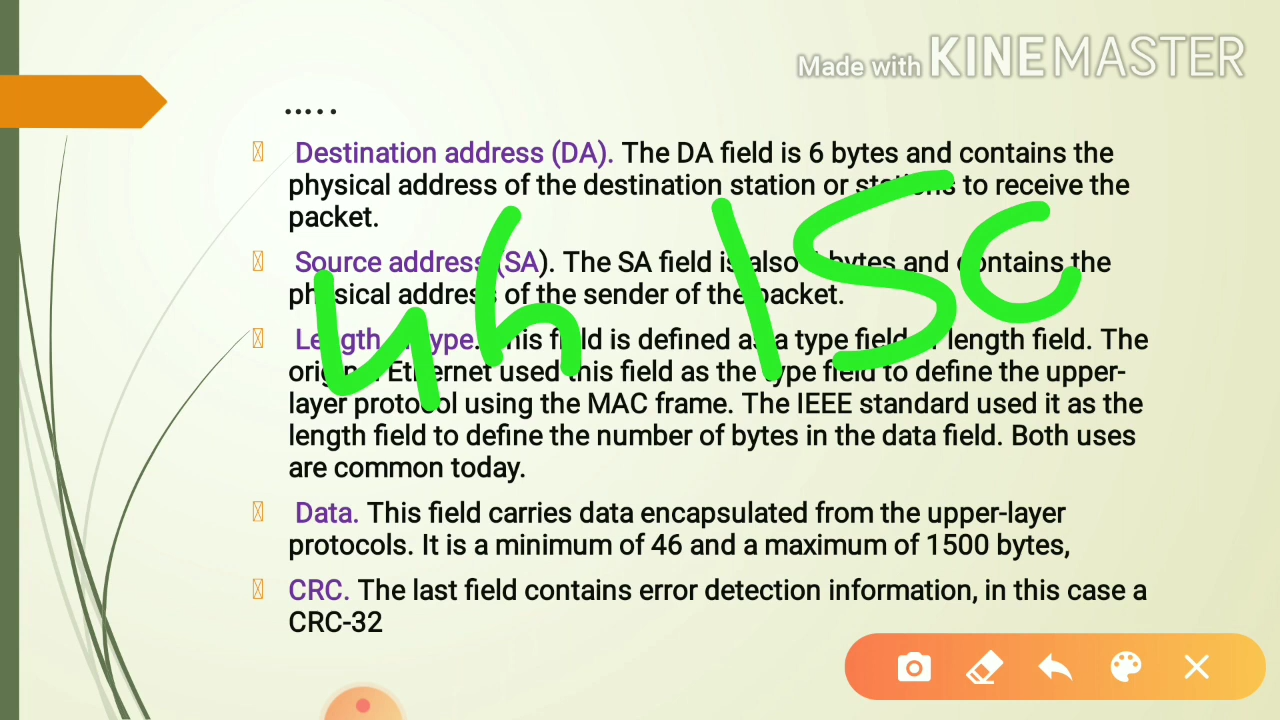 Made with KINEMASTER
.....
Destination address (DA). The DA field is 6 bytes and contains the
physical address of the destination station or stations to receive the
packet.
Source address (SA). The SA field is also 6 bytes and contains the
physical address of the sender of the packet.
Length or type. This field is defined as a type field or length field. The
original Ethernet used this field as the type field to define the upper-
layer protocol using the MAC frame. The IEEE standard used it as the
length field to define the number of bytes in the data field. Both uses
are common today.
Data. This field carries data encapsulated from the upper-layer
protocols. It is a minimum of 46 and a maximum of 1500 bytes,
CRC. The last field contains error detection information, in this case a
CRC-32